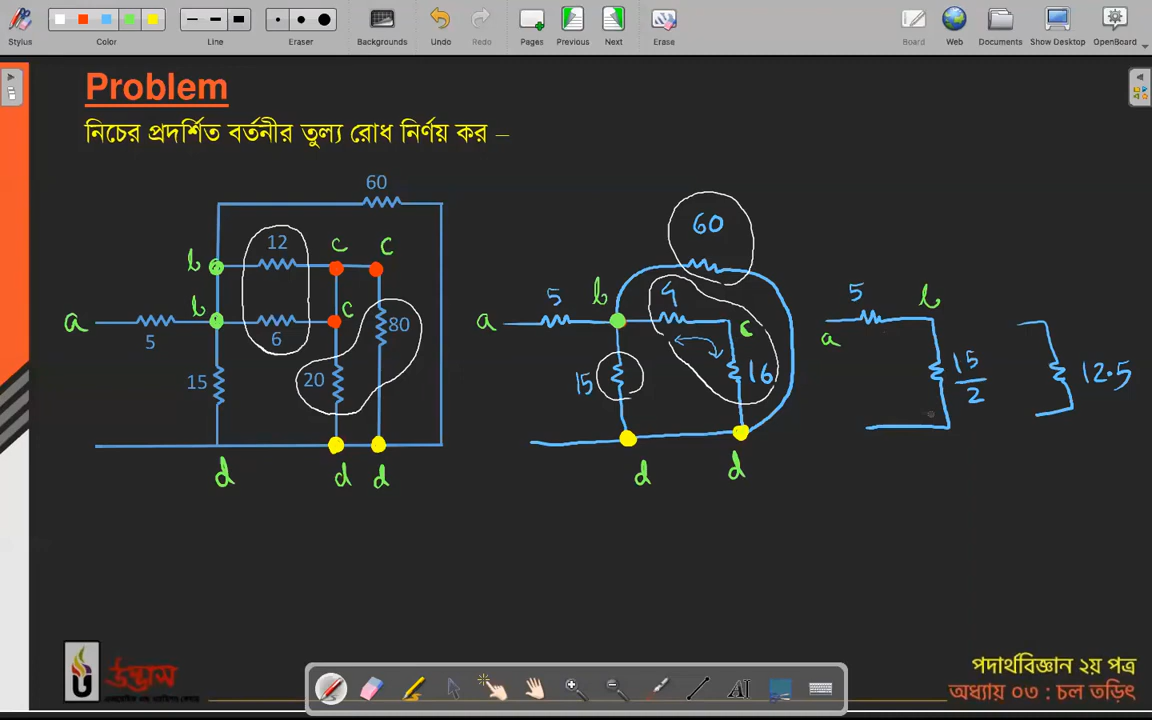 Stylus
Color
Line
Eraser
Backgrounds
Undo
Redo
Pages
Previous
Next
Erase
Board
Web
Documents
Show Desktop
OpenBoard
Problem
নিচের প্রদর্শিত বর্তনীর তুল্য রোধ নির্ণয় কর –
60
12
b
c
c
a
5
b
6
c
80
15
20
d
d
d
60
a
5
b
4
c
15
16
d
d
5
b
a
15
2
12.5
উদ্ভাস
পদার্থবিজ্ঞান ২য় পত্র
অধ্যায় ০৩ : চল তড়িৎ